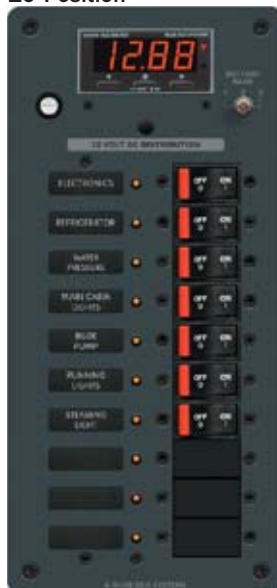 12.88
12 VOLT DC DISTRIBUTION
ELECTRONICS
OFF ON
REFRIGERATOR
OFF ON
WATER
PRESSURE
OFF ON
MAIN CABIN
LIGHTS
OFF ON
BILGE
PUMP
OFF ON
RUNNING
LIGHTS
OFF ON
STEAMING
LIGHT
OFF ON